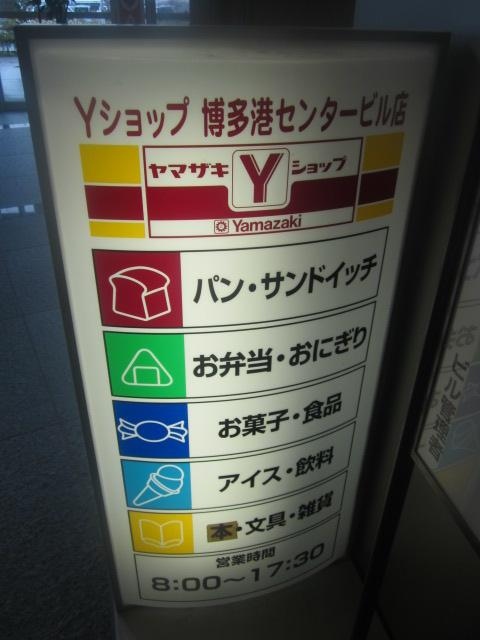 Yショップ 博多港センタービル店
ヤマザキ Y ショップ
Yamazaki
パン・サンドイッチ
お弁当・おにぎり
お菓子・食品
アイス・飲料
本・文具・雑貨
営業時間
8:00～17:30